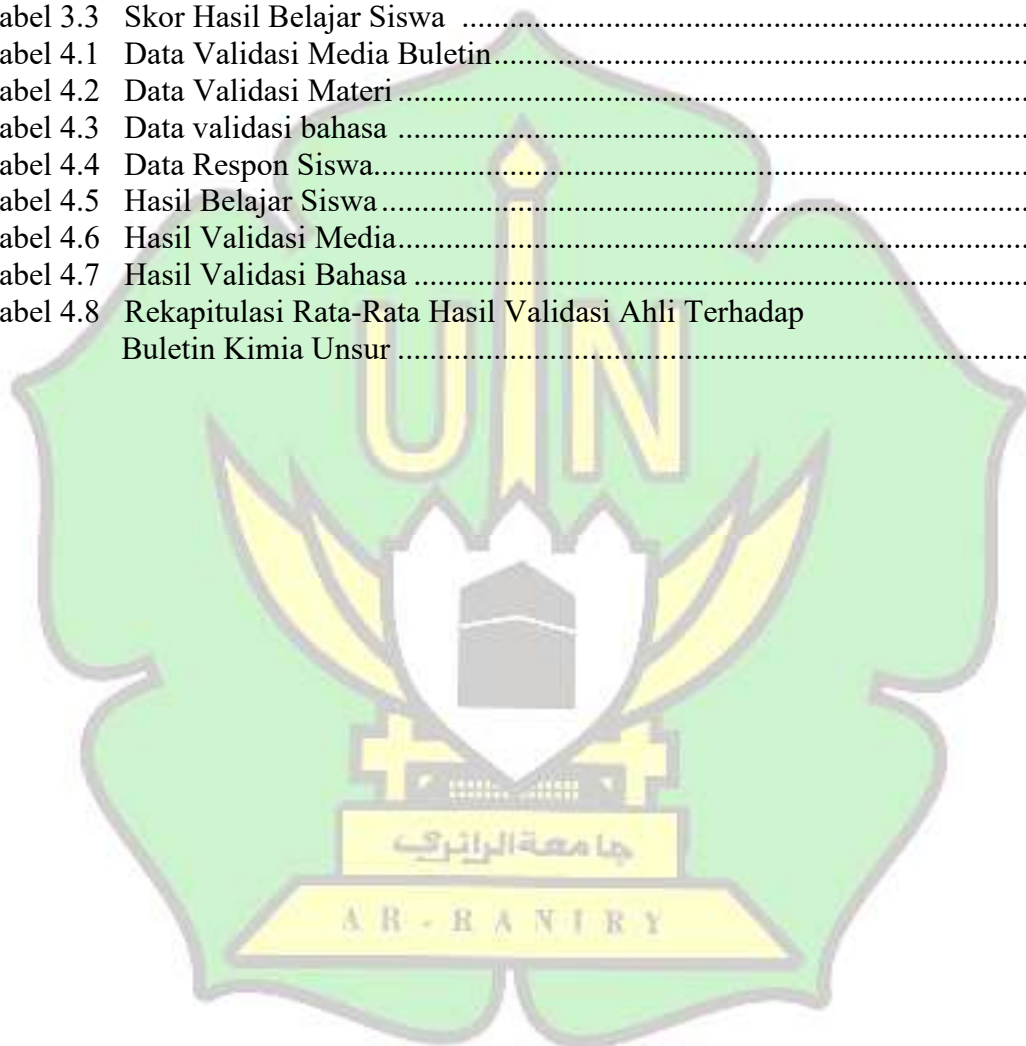 abel 3.3 Skor Hasil Belajar Siswa ........................................................................
abel 4.1 Data Validasi Media Buletin........................................................................
abel 4.2 Data Validasi Materi........................................................................
abel 4.3 Data validasi bahasa ........................................................................
abel 4.4 Data Respon Siswa........................................................................
abel 4.5 Hasil Belajar Siswa........................................................................
abel 4.6 Hasil Validasi Media........................................................................
abel 4.7 Hasil Validasi Bahasa ........................................................................
abel 4.8 Rekapitulasi Rata-Rata Hasil Validasi Ahli Terhadap
Buletin Kimia Unsur ........................................................................
UIN
جامعة الرانري
AR-RANIRY